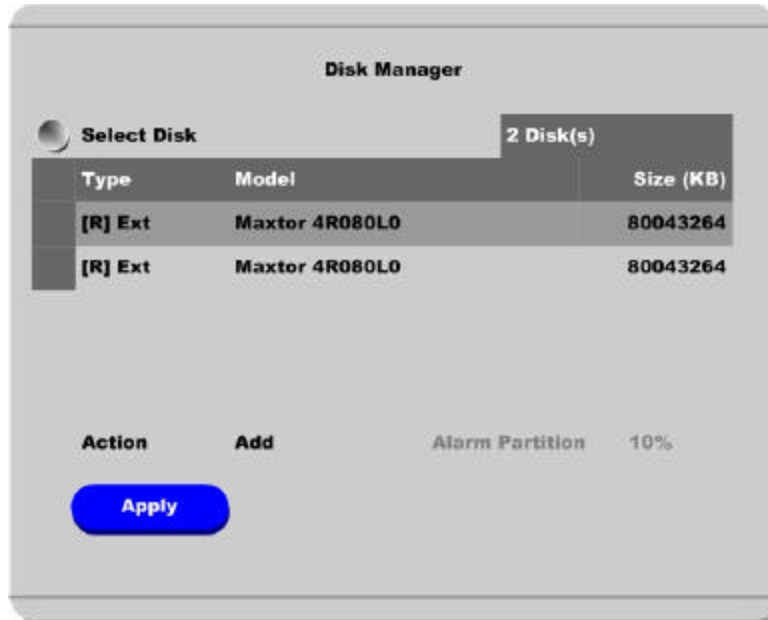 Disk Manager
Select Disk 2 Disk(s)
Type Model Size (KB)
[R] Ext Maxtor 4R080L0 80043264
[R] Ext Maxtor 4R080L0 80043264
Action Add Alarm Partition 10%
Apply